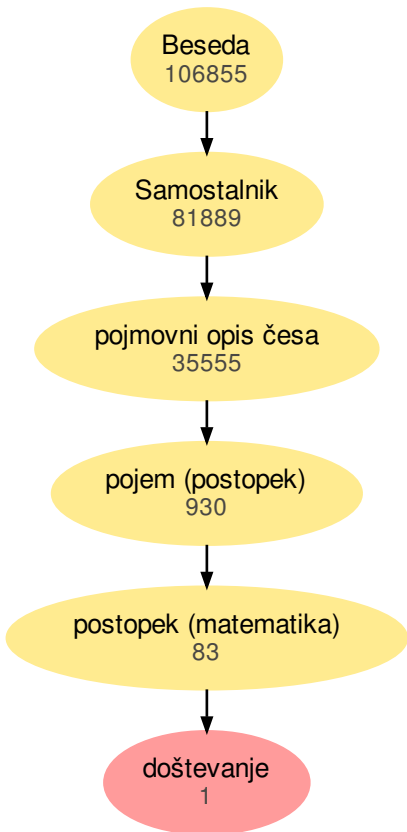 Beseda
106855
Samostalnik
81889
pojmovni opis česa
35555
pojem (postopek)
930
postopek (matematika)
83
doštevanje
1